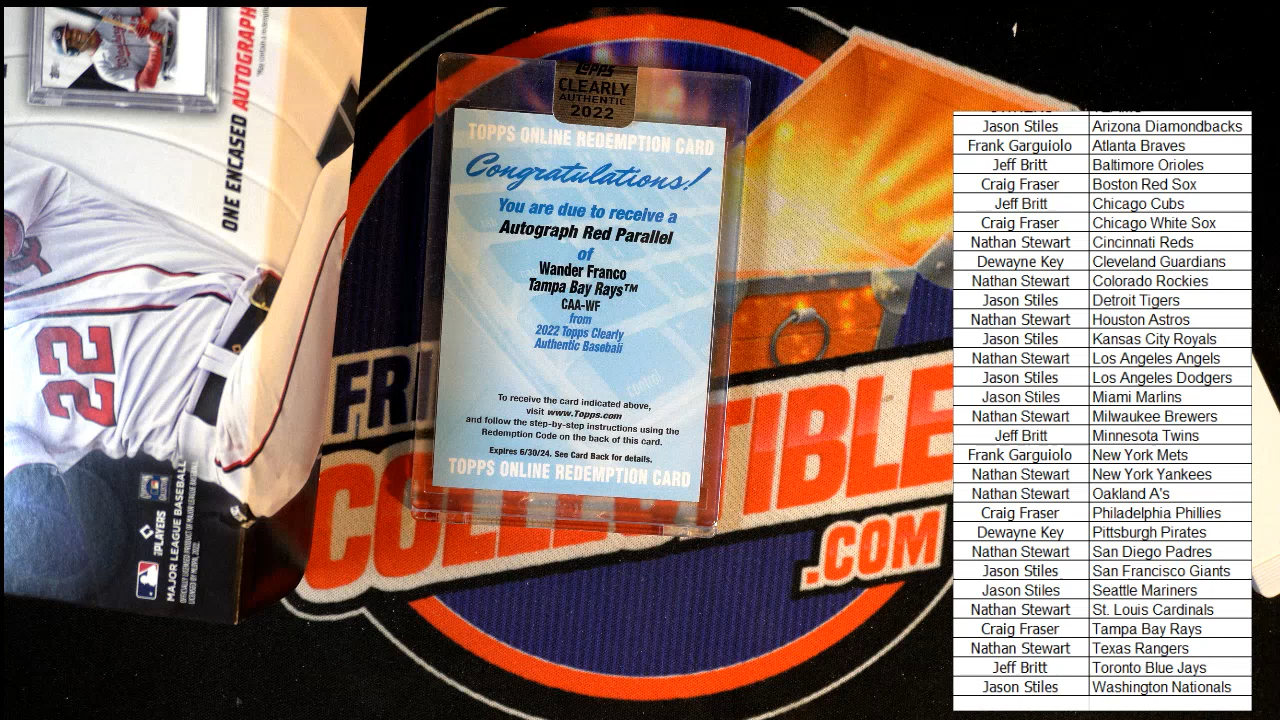 ONE ENCASED AUTOGRAPH
22
PLAYERS
MAJOR LEAGUE BASEBALL
TOPPS
CLEARLY
AUTHENTIC
2022
TOPPS ONLINE REDEMPTION CARD
Congratulations!
You are due to receive a
Autograph Red Parallel
of
Wander Franco
Tampa Bay Rays™
CAA-WF
from
2022 Topps Clearly
Authentic Baseball
To receive the card indicated above,
visit www.Topps.com
and follow the step-by-step instructions using the
Redemption Code on the back of this card.
Expires 6/30/24. See Card Back for details.
TOPPS ONLINE REDEMPTION CARD
.COM
Jason Stiles Arizona Diamondbacks
Frank Garguiolo Atlanta Braves
Jeff Britt Baltimore Orioles
Craig Fraser Boston Red Sox
Jeff Britt Chicago Cubs
Craig Fraser Chicago White Sox
Nathan Stewart Cincinnati Reds
Dewayne Key Cleveland Guardians
Nathan Stewart Colorado Rockies
Jason Stiles Detroit Tigers
Nathan Stewart Houston Astros
Jason Stiles Kansas City Royals
Nathan Stewart Los Angeles Angels
Jason Stiles Los Angeles Dodgers
Jason Stiles Miami Marlins
Nathan Stewart Milwaukee Brewers
Jeff Britt Minnesota Twins
Frank Garguiolo New York Mets
Nathan Stewart New York Yankees
Nathan Stewart Oakland A's
Craig Fraser Philadelphia Phillies
Dewayne Key Pittsburgh Pirates
Nathan Stewart San Diego Padres
Jason Stiles San Francisco Giants
Jason Stiles Seattle Mariners
Nathan Stewart St. Louis Cardinals
Craig Fraser Tampa Bay Rays
Nathan Stewart Texas Rangers
Jeff Britt Toronto Blue Jays
Jason Stiles Washington Nationals